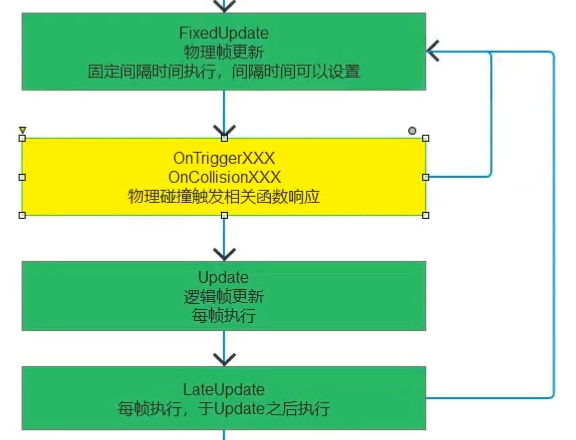 FixedUpdate
物理帧更新
固定间隔时间执行，间隔时间可以设置
OnTriggerXXX
OnCollisionXXX
物理碰撞触发相关函数响应
Update
逻辑帧更新
每帧执行
LateUpdate
每帧执行，于Update之后执行